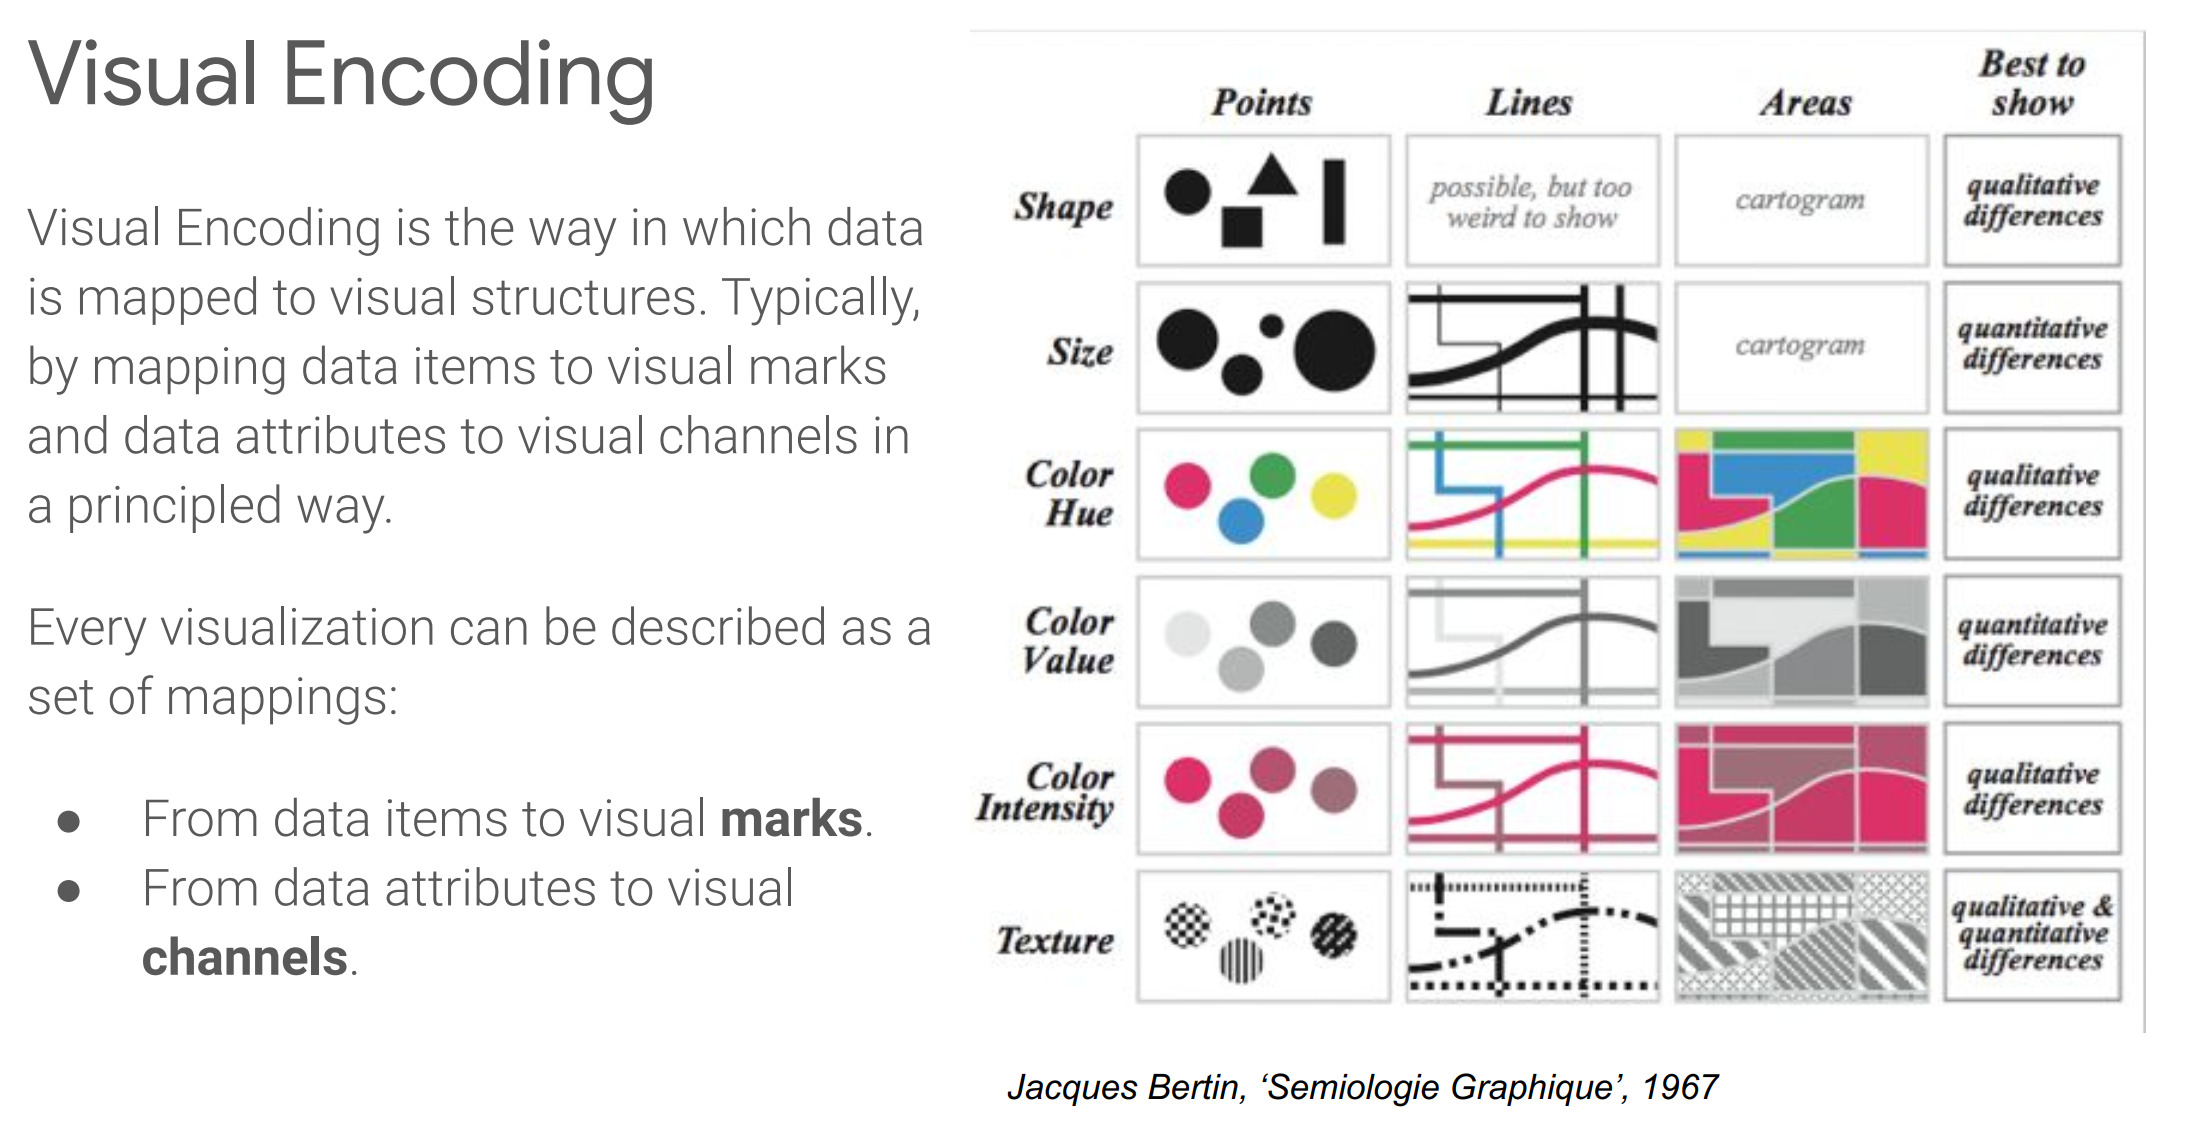 Visual Encoding
Visual Encoding is the way in which data
is mapped to visual structures. Typically,
by mapping data items to visual marks
and data attributes to visual channels in
a principled way.
Every visualization can be described as a
set of mappings:
● From data items to visual marks.
● From data attributes to visual
channels.
Points Lines Areas Best to
show
Shape
possible, but too
weird to show
cartogram
qualitative
differences
Size
cartogram
quantitative
differences
Color
Hue
qualitative
differences
Color
Value
quantitative
differences
Color
Intensity
qualitative
differences
Texture
qualitative &
quantitative
differences
Jacques Bertin, ‘Semiologie Graphique’, 1967